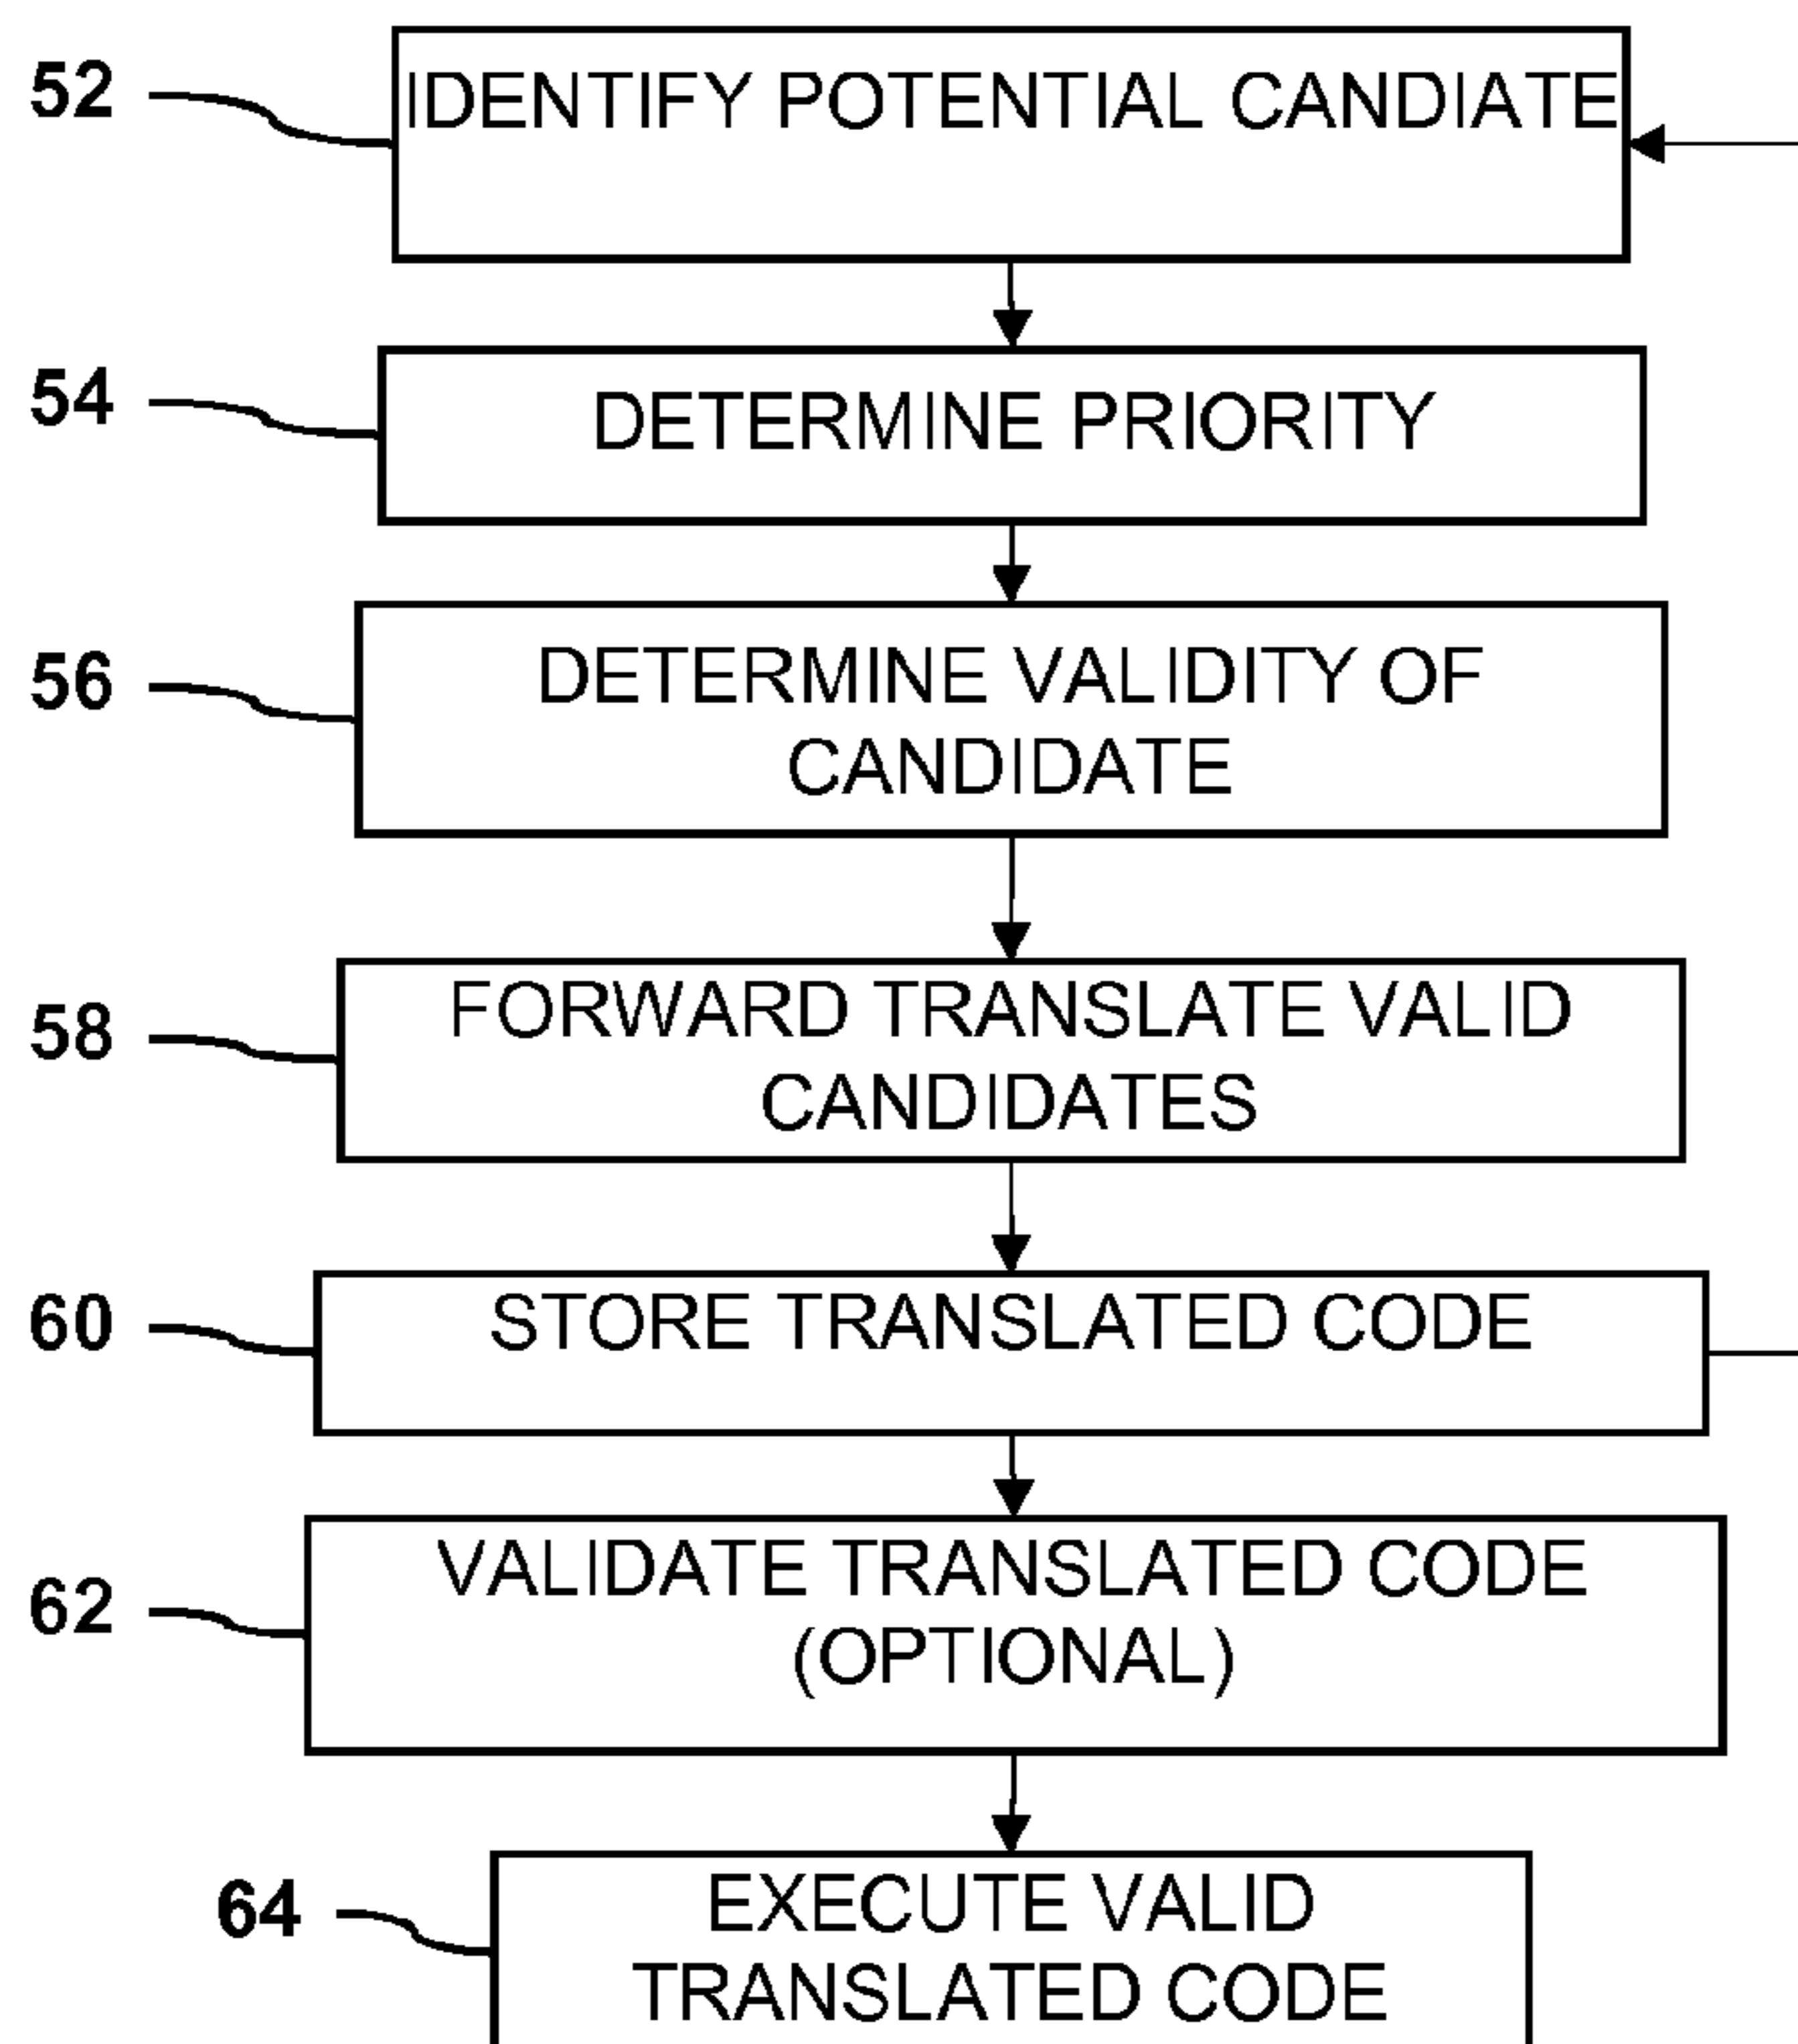 52
IDENTIFY POTENTIAL CANDIATE
54
DETERMINE PRIORITY
56
DETERMINE VALIDITY OF
CANDIDATE
58
FORWARD TRANSLATE VALID
CANDIDATES
60
STORE TRANSLATED CODE
62
VALIDATE TRANSLATED CODE
(OPTIONAL)
64
EXECUTE VALID
TRANSLATED CODE